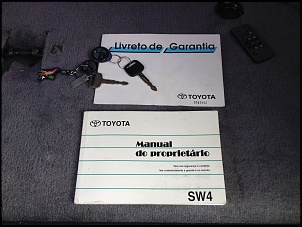 Livreto de Garantia
TOYOTA
TOYOTA
Manual
do proprietário
SW4